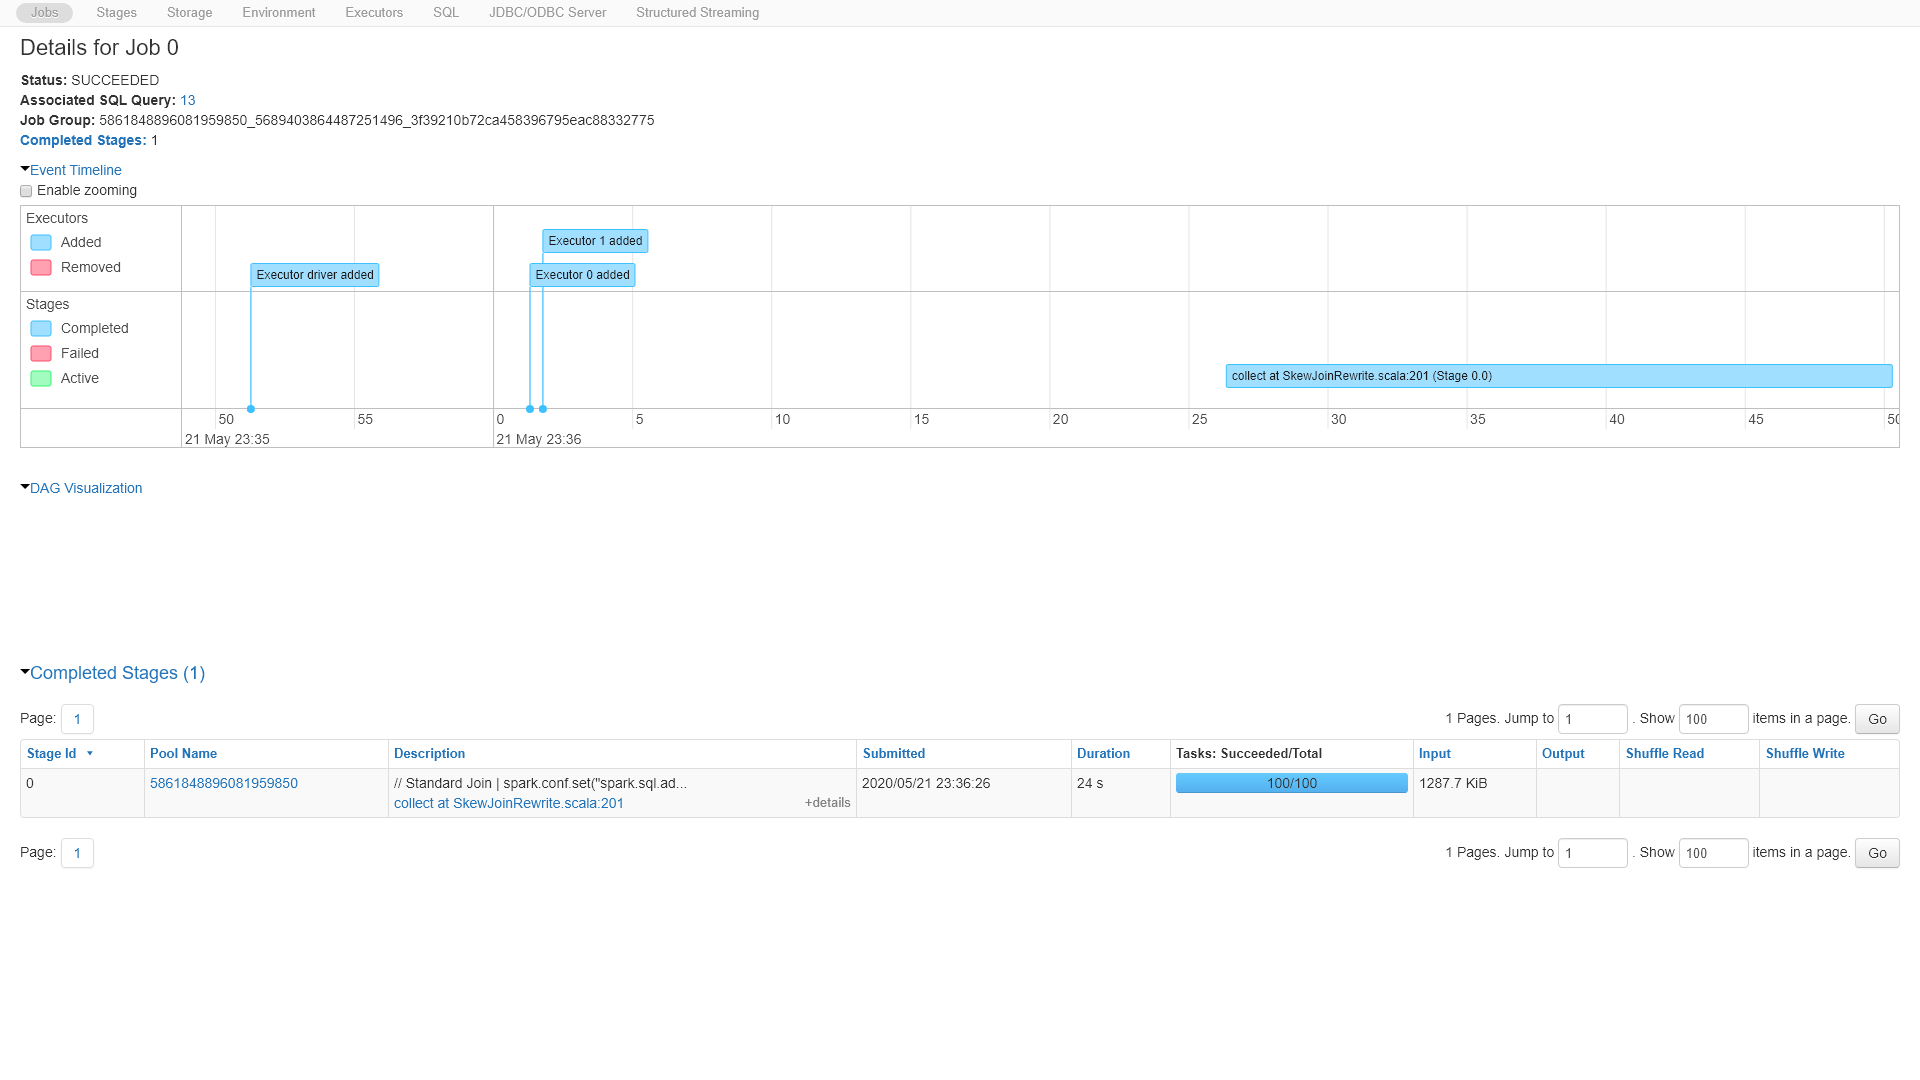 Jobs Stages Storage Environment Executors SQL JDBC/ODBC Server Structured Streaming
Details for Job 0
Status: SUCCEEDED
Associated SQL Query: 13
Job Group: 5861848896081959850_5689403864487251496_3f39210b72ca458396795eac88332775
Completed Stages: 1
Event Timeline
Enable zooming
Executors
Added
Removed
Executor 1 added
Executor driver added
Executor 0 added
Stages
Completed
Failed
Active
collect at SkewJoinRewrite.scala:201 (Stage 0.0)
50 55 0 5 10 15 20 25 30 35 40 45 50
21 May 23:35 21 May 23:36
DAG Visualization
Completed Stages (1)
Page: 1 1 Pages. Jump to 1 . Show 100 items in a page. Go
Stage Id Pool Name Description Submitted Duration Tasks: Succeeded/Total Input Output Shuffle Read Shuffle Write
0 5861848896081959850 // Standard Join | spark.conf.set("spark.sql.ad... 2020/05/21 23:36:26 24 s 100/100 1287.7 KiB
collect at SkewJoinRewrite.scala:201 +details
Page: 1 1 Pages. Jump to 1 . Show 100 items in a page. Go